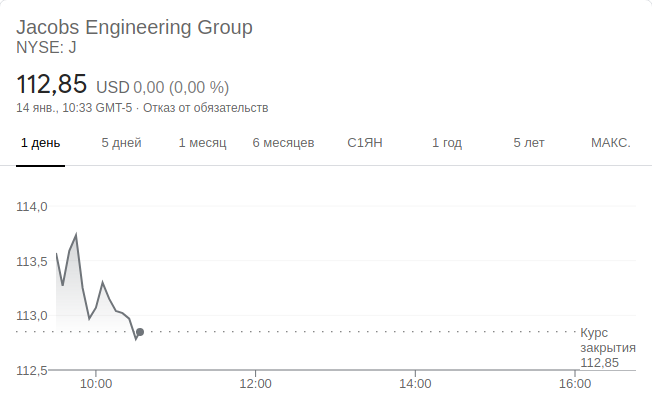 Jacobs Engineering Group
NYSE: J
112,85 USD 0,00 (0,00 %)
14 янв., 10:33 GMT-5 · Отказ от обязательств
1 день 5 дней 1 месяц 6 месяцев С1ЯН 1 год 5 лет МАКС.
114,0
113,5
113,0
Курс
закрытия
112,85
112,5
10:00 12:00 14:00 16:00